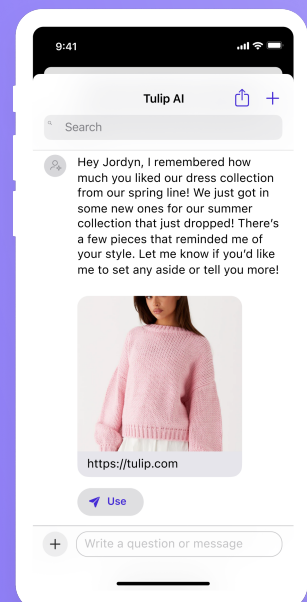 9:41
Tulip AI
Search
Hey Jordyn, I remembered how
much you liked our dress collection
from our spring line! We just got in
some new ones for our summer
collection that just dropped! There’s
a few pieces that reminded me of
your style. Let me know if you’d like
me to set any aside or tell you more!
https://tulip.com
Use
Write a question or message